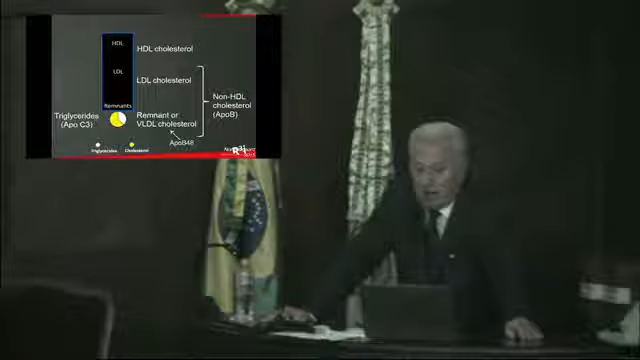 HDL
HDL cholesterol
LDL
LDL cholesterol
Non-HDL
cholesterol
(ApoB)
Remnants
Triglycerides
(Apo C3)
Remnant or
VLDL cholesterol
ApoB48
Triglycerides
Cholesterol